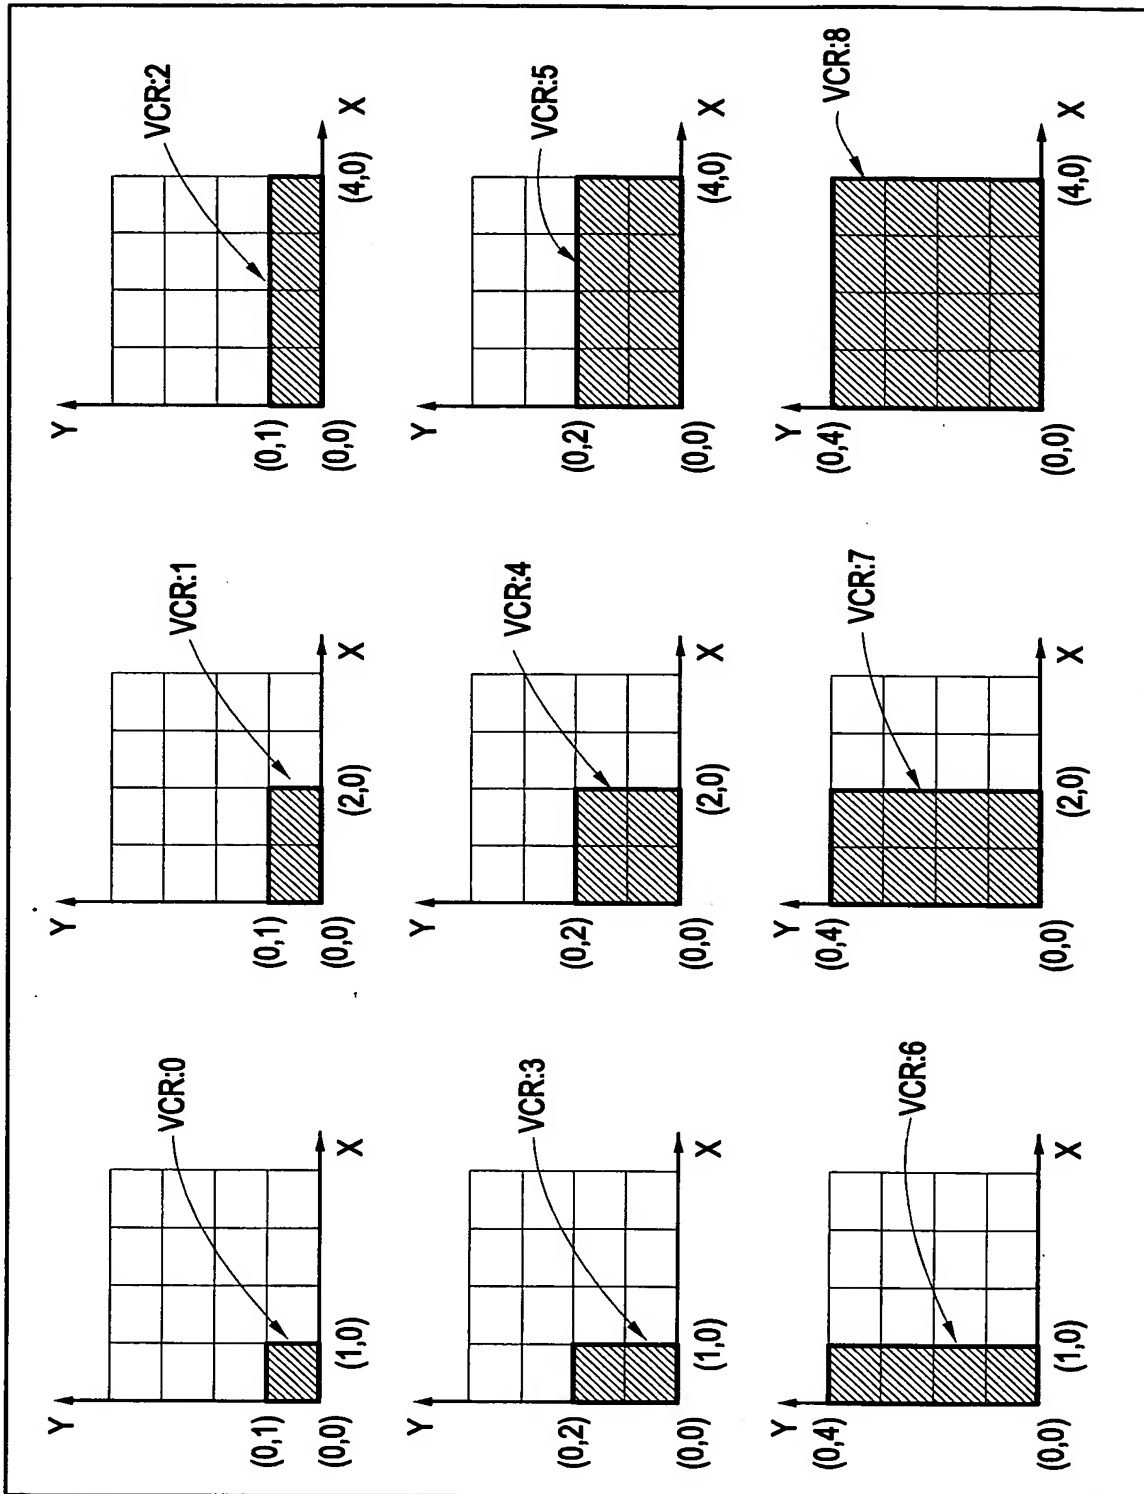 Y
VCR:0
(0,1)
(0,0)
(1,0)
X
Y
VCR:1
(0,1)
(0,0)
(2,0)
X
Y
VCR:2
(0,1)
(0,0)
(4,0)
X
Y
VCR:3
(0,2)
(0,0)
(1,0)
X
Y
VCR:4
(0,2)
(0,0)
(2,0)
X
Y
VCR:5
(0,2)
(0,0)
(4,0)
X
Y
(0,4)
VCR:6
(0,0)
(1,0)
X
Y
(0,4)
VCR:7
(0,0)
(2,0)
X
Y
(0,4)
VCR:8
(0,0)
(4,0)
X